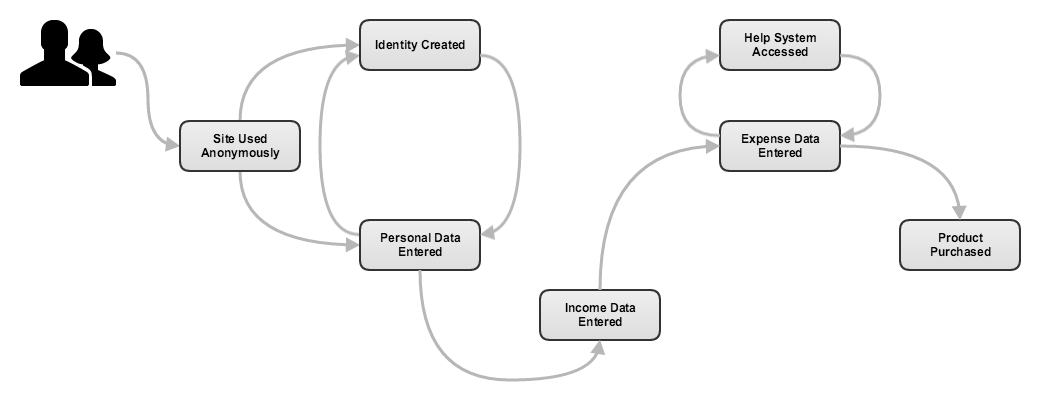 Identity Created
Help System
Accessed
Site Used
Anonymously
Expense Data
Entered
Personal Data
Entered
Product
Purchased
Income Data
Entered